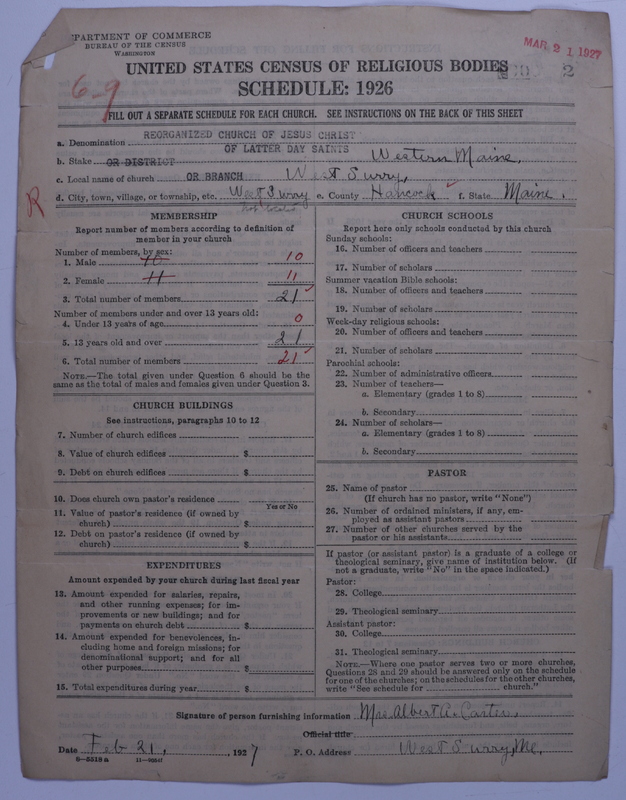 PARTMENT OF COMMERCE
BUREAU OF THE CENSUS
WASHINGTON
MAR 21 1927
UNITED STATES CENSUS OF RELIGIOUS BODIES
2
SCHEDULE: 1926
6-9
FILL OUT A SEPARATE SCHEDULE FOR EACH CHURCH. SEE INSTRUCTIONS ON THE BACK OF THIS SHEET
a. Denomination REORGANIZED CHURCH OF JESUS CHRIST
OF LATTER DAY SAINTS
b. Stake OR DISTRICT Western Maine.
c. Local name of church OR BRANCH West Surry,
R
d. City, town, village, or township, etc. West Surry e. County Hancock f. State Maine.
MEMBERSHIP
Report number of members according to definition of
member in your church
Number of members, by sex:
1. Male 10 10
2. Female 11 11
3. Total number of members 21
Number of members under and over 13 years old:
4. Under 13 years of age 0
5. 13 years old and over 21
6. Total number of members 21
NOTE.—The total given under Question 6 should be the
same as the total of males and females given under Question 3.
CHURCH BUILDINGS
See instructions, paragraphs 10 to 12
7. Number of church edifices
8. Value of church edifices $
9. Debt on church edifices $
10. Does church own pastor's residence
Yes or No
11. Value of pastor's residence (if owned by
church) $
12. Debt on pastor's residence (if owned by
church) $
EXPENDITURES
Amount expended by your church during last fiscal year
13. Amount expended for salaries, repairs,
and other running expenses; for im-
provements or new buildings; and for
payments on church debt $
14. Amount expended for benevolences, in-
cluding home and foreign missions; for
denominational support; and for all
other purposes $
15. Total expenditures during year $
CHURCH SCHOOLS
Report here only schools conducted by this church
Sunday schools:
16. Number of officers and teachers
17. Number of scholars
Summer vacation Bible schools:
18. Number of officers and teachers
19. Number of scholars
Week-day religious schools:
20. Number of officers and teachers
21. Number of scholars
Parochial schools:
22. Number of administrative officers
23. Number of teachers—
a. Elementary (grades 1 to 8)
b. Secondary
24. Number of scholars—
a. Elementary (grades 1 to 8)
b. Secondary
PASTOR
25. Name of pastor
(If church has no pastor, write "None")
26. Number of ordained ministers, if any, em-
ployed as assistant pastors
27. Number of other churches served by the
pastor or his assistants
If pastor (or assistant pastor) is a graduate of a college or
theological seminary, give name of institution below. (If
not a graduate, write "No" in the space indicated.)
Pastor:
28. College
29. Theological seminary
Assistant pastor:
30. College
31. Theological seminary
NOTE.—Where one pastor serves two or more churches,
Questions 28 and 29 should be answered only on the schedule
for one of the churches; on the schedules for the other churches,
write "See schedule for church."
Signature of person furnishing information Mrs Albert A. Carter.
Official title
Date Feb 21, 1927 P. O. Address West Surry, Me.
8—5518 a 11—9054f